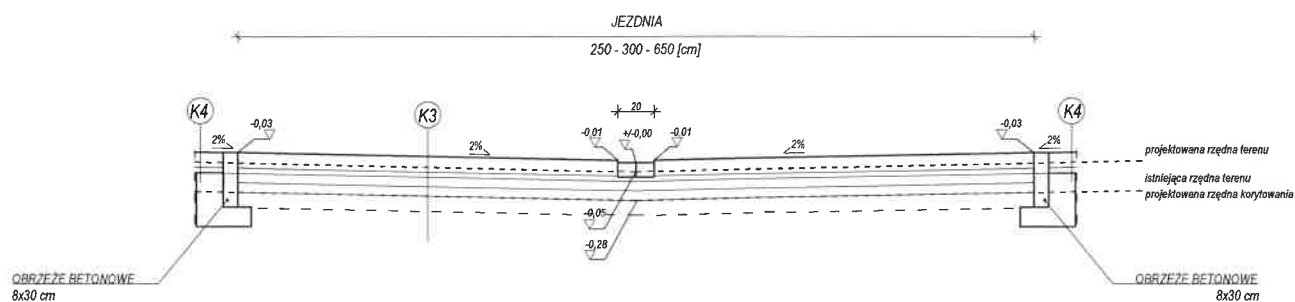 JEZDNIA
250 - 300 - 650 [cm]
K4
K3
20
K4
-0,03
-0,01
+/-0,00
-0,01
-0,03
2%
2%
2%
2%
projektowana rzędna terenu
istniejąca rzędna terenu
projektowana rzędna korytowania
-0,05
-0,28
OBRZEŻE BETONOWE
8x30 cm
OBRZEŻE BETONOWE
8x30 cm